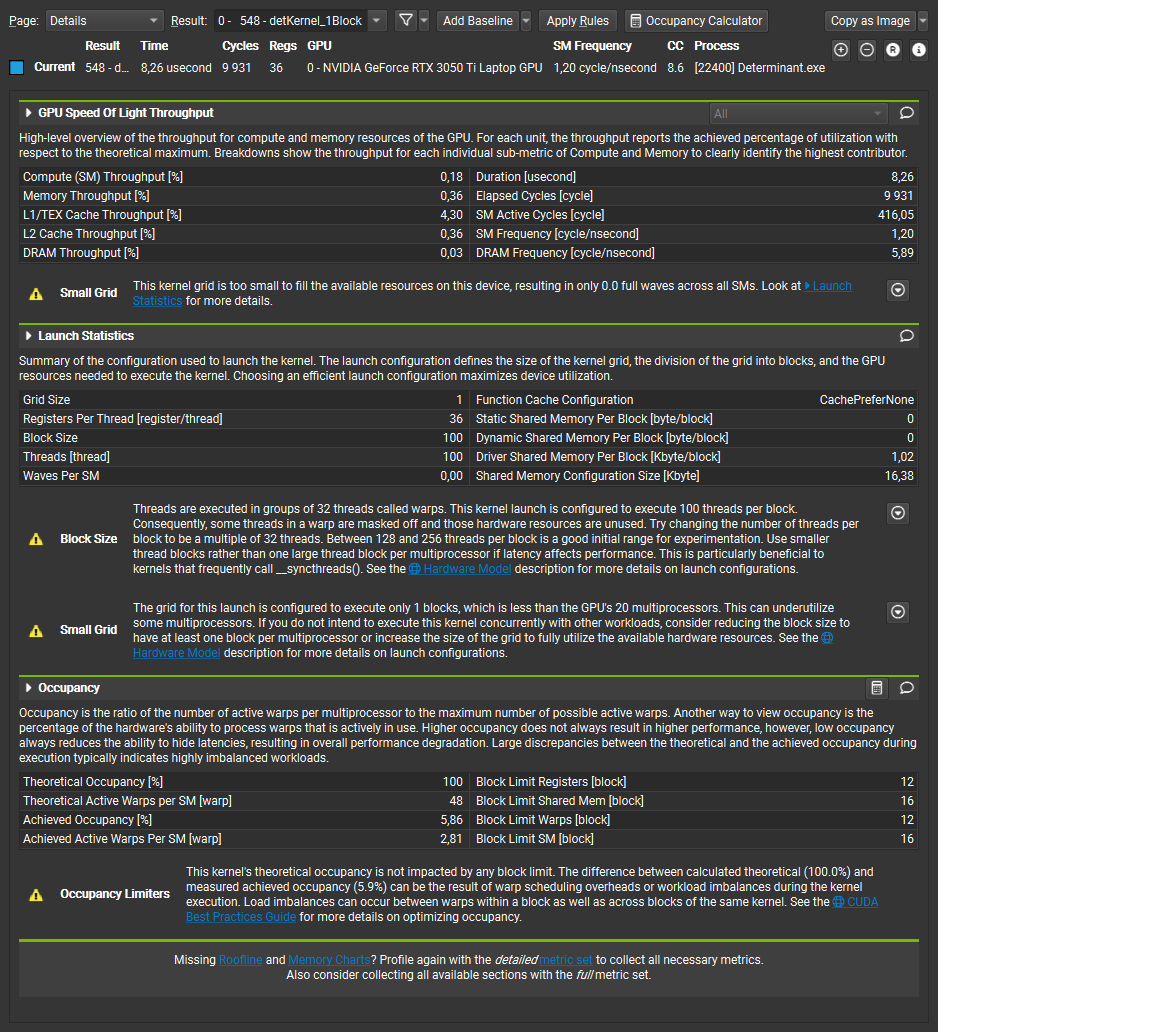 Page: Details Result: 0 - 548 - detKernel_1Block Add Baseline Apply Rules Occupancy Calculator Copy as Image
Result Time Cycles Regs GPU SM Frequency CC Process
Current 548 - d... 8,26 usecond 9 931 36 0 - NVIDIA GeForce RTX 3050 Ti Laptop GPU 1,20 cycle/nsecond 8.6 [22400] Determinant.exe
GPU Speed Of Light Throughput All
High-level overview of the throughput for compute and memory resources of the GPU. For each unit, the throughput reports the achieved percentage of utilization with
respect to the theoretical maximum. Breakdowns show the throughput for each individual sub-metric of Compute and Memory to clearly identify the highest contributor.
Compute (SM) Throughput [%] 0,18 Duration [usecond] 8,26
Memory Throughput [%] 0,36 Elapsed Cycles [cycle] 9 931
L1/TEX Cache Throughput [%] 4,30 SM Active Cycles [cycle] 416,05
L2 Cache Throughput [%] 0,36 SM Frequency [cycle/nsecond] 1,20
DRAM Throughput [%] 0,03 DRAM Frequency [cycle/nsecond] 5,89
Small Grid This kernel grid is too small to fill the available resources on this device, resulting in only 0.0 full waves across all SMs. Look at Launch
Statistics for more details.
Launch Statistics
Summary of the configuration used to launch the kernel. The launch configuration defines the size of the kernel grid, the division of the grid into blocks, and the GPU
resources needed to execute the kernel. Choosing an efficient launch configuration maximizes device utilization.
Grid Size 1 Function Cache Configuration CachePreferNone
Registers Per Thread [register/thread] 36 Static Shared Memory Per Block [byte/block] 0
Block Size 100 Dynamic Shared Memory Per Block [byte/block] 0
Threads [thread] 100 Driver Shared Memory Per Block [Kbyte/block] 1,02
Waves Per SM 0,00 Shared Memory Configuration Size [Kbyte] 16,38
Threads are executed in groups of 32 threads called warps. This kernel launch is configured to execute 100 threads per block.
Consequently, some threads in a warp are masked off and those hardware resources are unused. Try changing the number of threads per
Block Size block to be a multiple of 32 threads. Between 128 and 256 threads per block is a good initial range for experimentation. Use smaller
thread blocks rather than one large thread block per multiprocessor if latency affects performance. This is particularly beneficial to
kernels that frequently call __syncthreads(). See the Hardware Model description for more details on launch configurations.
The grid for this launch is configured to execute only 1 blocks, which is less than the GPU's 20 multiprocessors. This can underutilize
Small Grid some multiprocessors. If you do not intend to execute this kernel concurrently with other workloads, consider reducing the block size to
have at least one block per multiprocessor or increase the size of the grid to fully utilize the available hardware resources. See the
Hardware Model description for more details on launch configurations.
Occupancy
Occupancy is the ratio of the number of active warps per multiprocessor to the maximum number of possible active warps. Another way to view occupancy is the
percentage of the hardware's ability to process warps that is actively in use. Higher occupancy does not always result in higher performance, however, low occupancy
always reduces the ability to hide latencies, resulting in overall performance degradation. Large discrepancies between the theoretical and the achieved occupancy during
execution typically indicates highly imbalanced workloads.
Theoretical Occupancy [%] 100 Block Limit Registers [block] 12
Theoretical Active Warps per SM [warp] 48 Block Limit Shared Mem [block] 16
Achieved Occupancy [%] 5,86 Block Limit Warps [block] 12
Achieved Active Warps Per SM [warp] 2,81 Block Limit SM [block] 16
This kernel's theoretical occupancy is not impacted by any block limit. The difference between calculated theoretical (100.0%) and
Occupancy Limiters measured achieved occupancy (5.9%) can be the result of warp scheduling overheads or workload imbalances during the kernel
execution. Load imbalances can occur between warps within a block as well as across blocks of the same kernel. See the CUDA
Best Practices Guide for more details on optimizing occupancy.
Missing Roofline and Memory Charts? Profile again with the detailed metric set to collect all necessary metrics.
Also consider collecting all available sections with the full metric set.